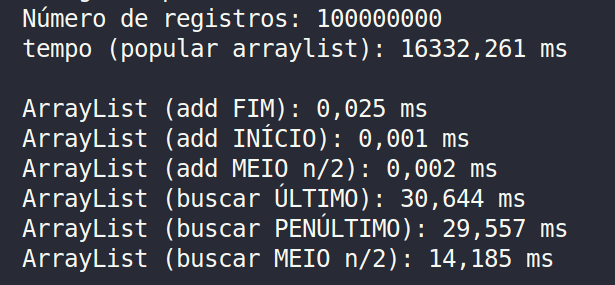 Número de registros: 100000000
tempo (popular arraylist): 16332,261 ms
ArrayList (add FIM): 0,025 ms
ArrayList (add INÍCIO): 0,001 ms
ArrayList (add MEIO n/2): 0,002 ms
ArrayList (buscar ÚLTIMO): 30,644 ms
ArrayList (buscar PENÚLTIMO): 29,557 ms
ArrayList (buscar MEIO n/2): 14,185 ms